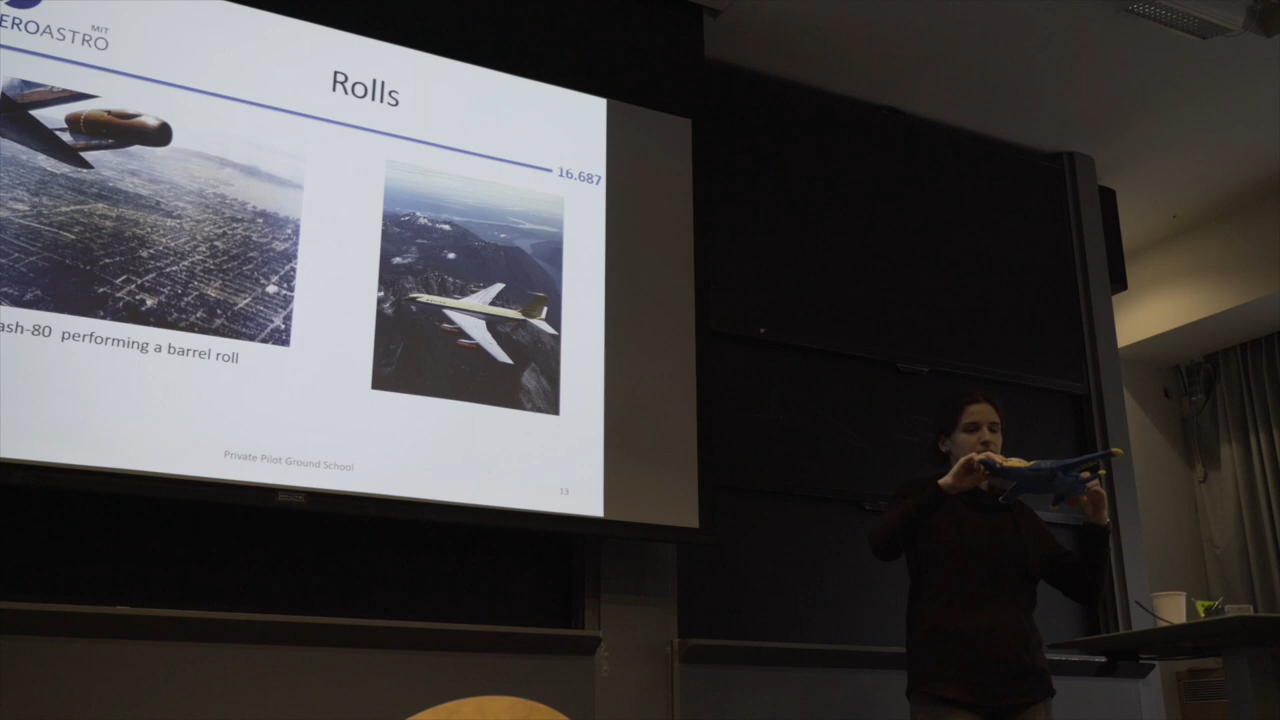 MIT
EROASTRO
Rolls
16.687
ash-80 performing a barrel roll
Private Pilot Ground School
13